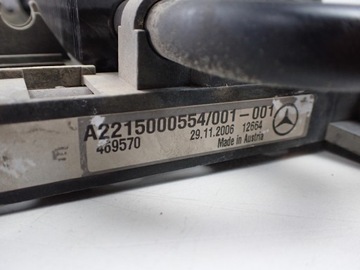 A2215000554/001-001
469570 29.11.2006 12664
Made in Austria